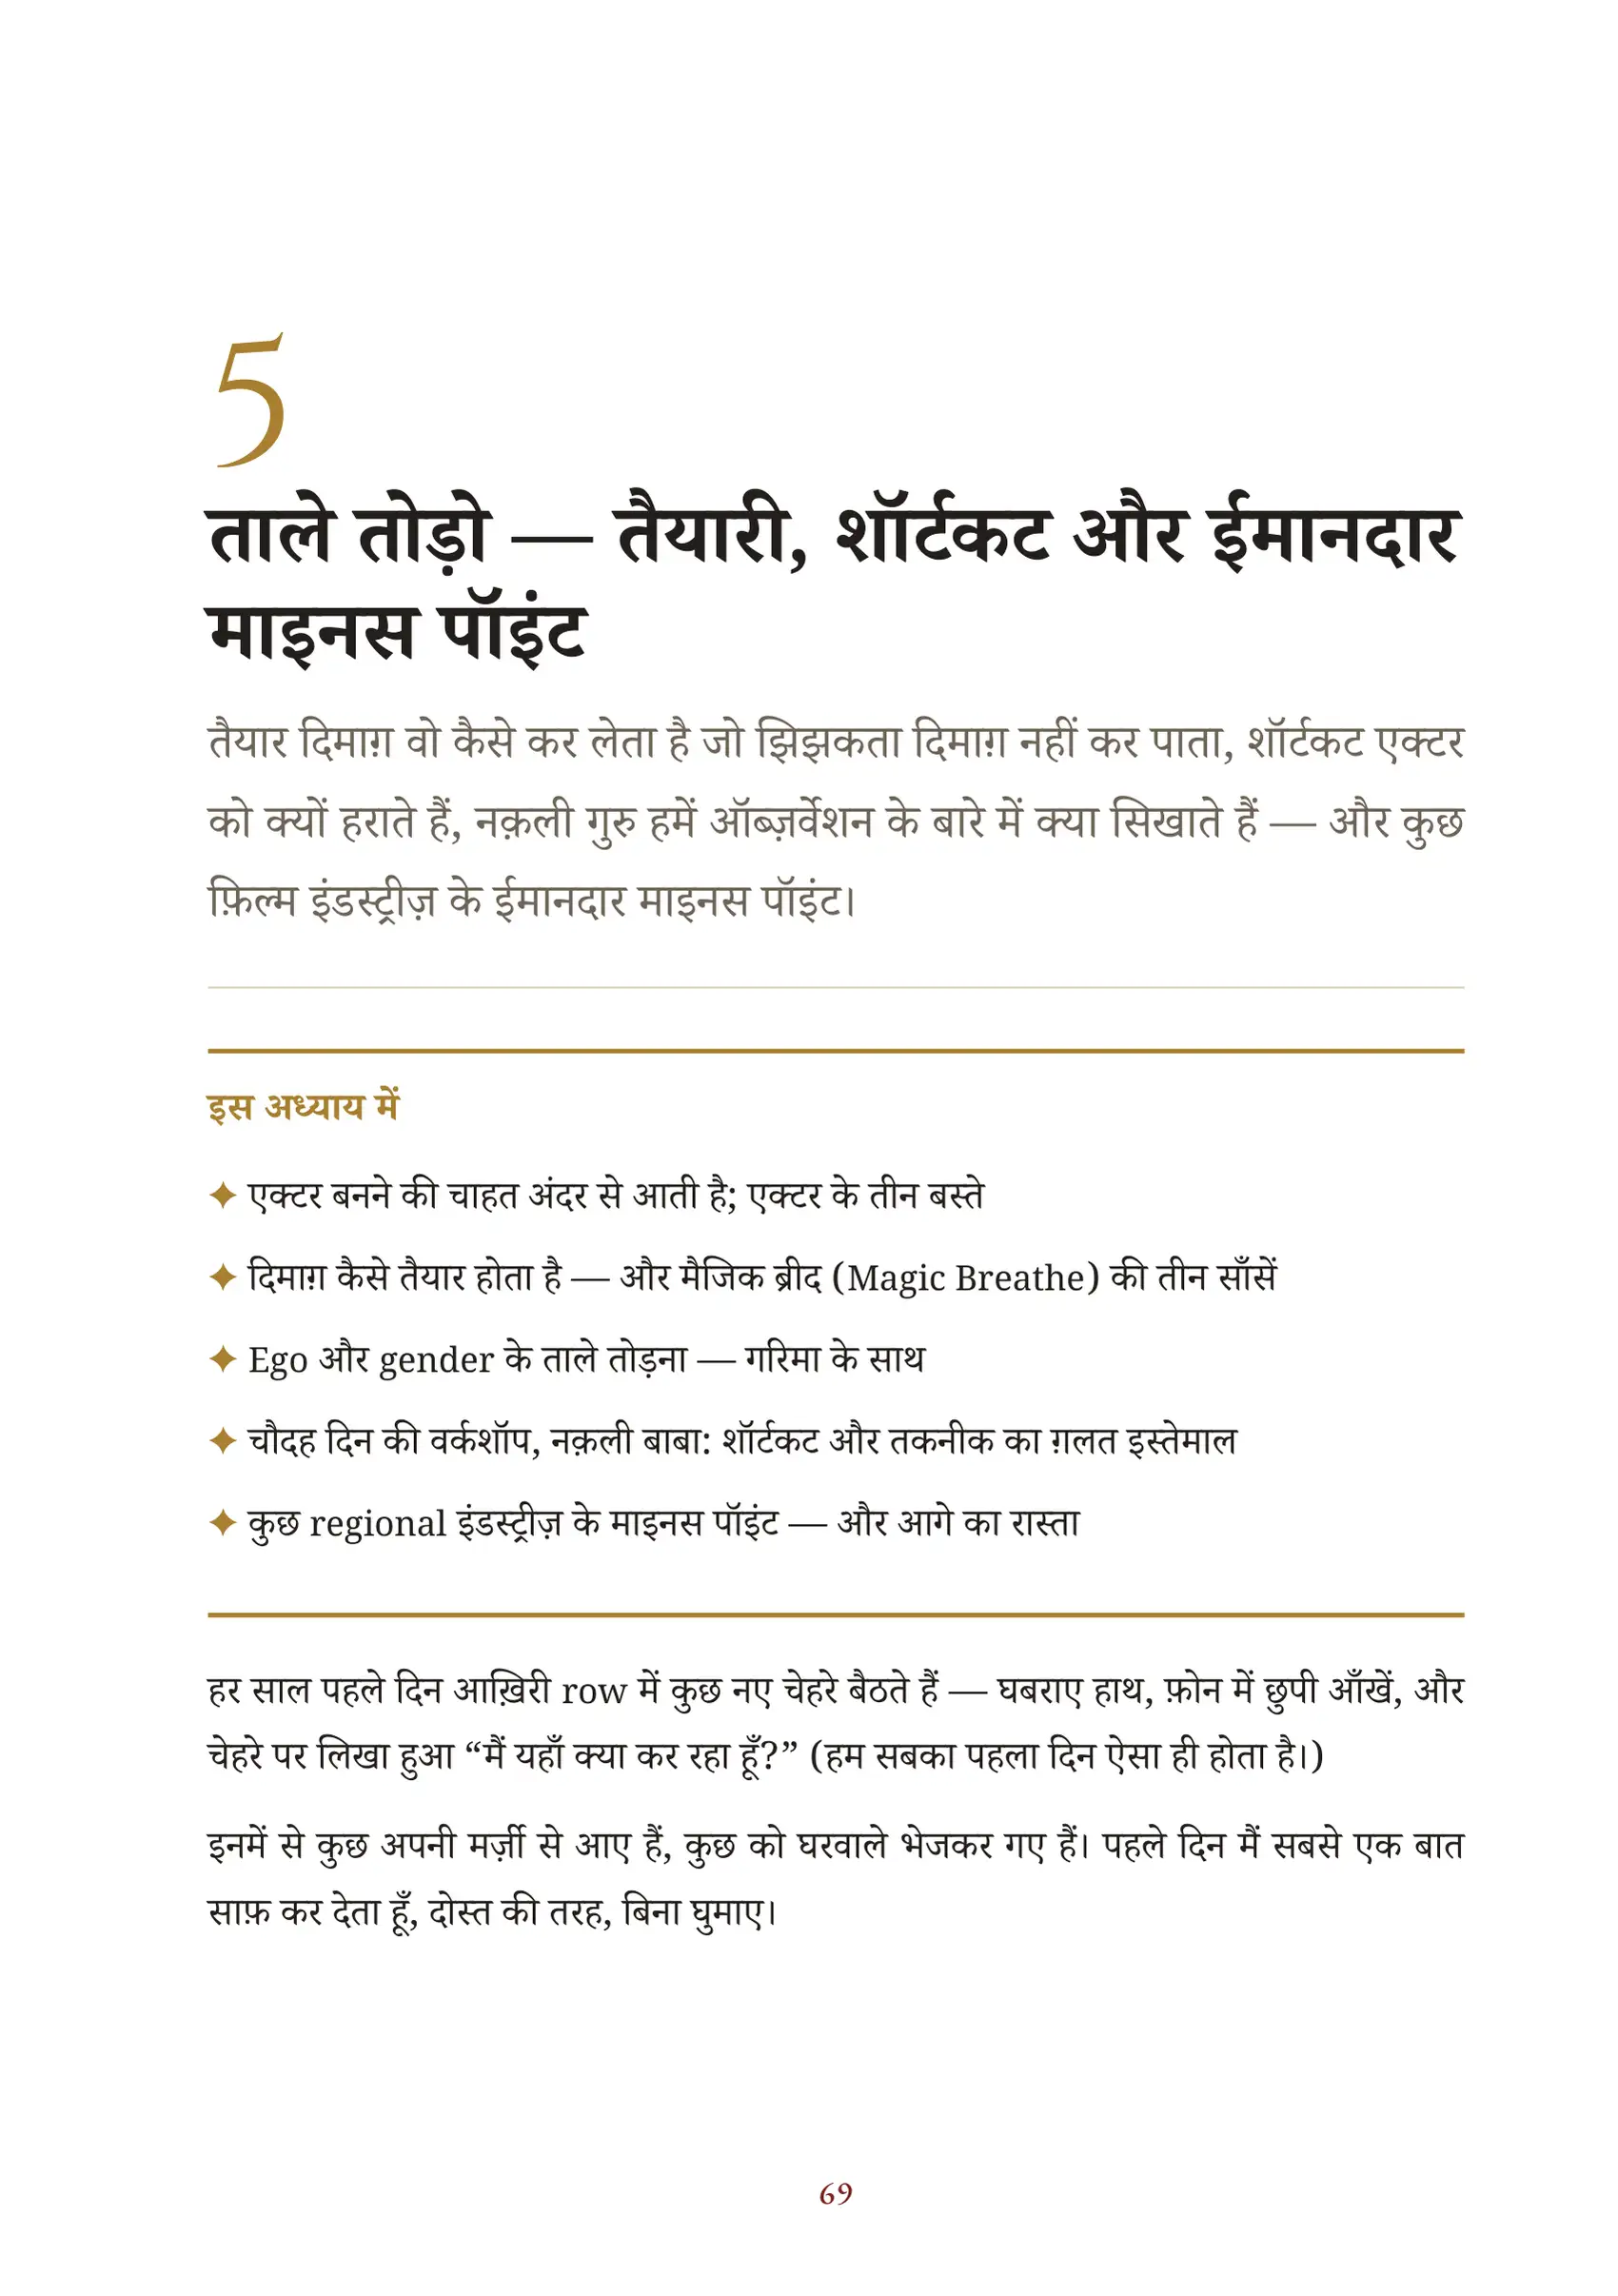 5
ताले तोड़ो — तैयारी, शॉर्टकट और ईमानदार
माइनस पॉइंट
तैयार दिमाग़ वो कैसे कर लेता है जो झिझकता दिमाग़ नहीं कर पाता, शॉर्टकट एक्टर
को क्यों हराते हैं, नक़ली गुरु हमें ऑब्ज़र्वेशन के बारे में क्या सिखाते हैं — और कुछ
फ़िल्म इंडस्ट्रीज़ के ईमानदार माइनस पॉइंट।
इस अध्याय में
✦ एक्टर बनने की चाहत अंदर से आती है; एक्टर के तीन बस्ते
✦ दिमाग़ कैसे तैयार होता है — और मैजिक ब्रीद (Magic Breathe) की तीन साँसें
✦ Ego और gender के ताले तोड़ना — गरिमा के साथ
✦ चौदह दिन की वर्कशॉप, नक़ली बाबा: शॉर्टकट और तकनीक का ग़लत इस्तेमाल
✦ कुछ regional इंडस्ट्रीज़ के माइनस पॉइंट — और आगे का रास्ता
हर साल पहले दिन आख़िरी row में कुछ नए चेहरे बैठते हैं — घबराए हाथ, फ़ोन में छुपी आँखें, और
चेहरे पर लिखा हुआ “मैं यहाँ क्या कर रहा हूँ?” (हम सबका पहला दिन ऐसा ही होता है।)
इनमें से कुछ अपनी मर्ज़ी से आए हैं, कुछ को घरवाले भेजकर गए हैं। पहले दिन मैं सबसे एक बात
साफ़ कर देता हूँ, दोस्त की तरह, बिना घुमाए।
69